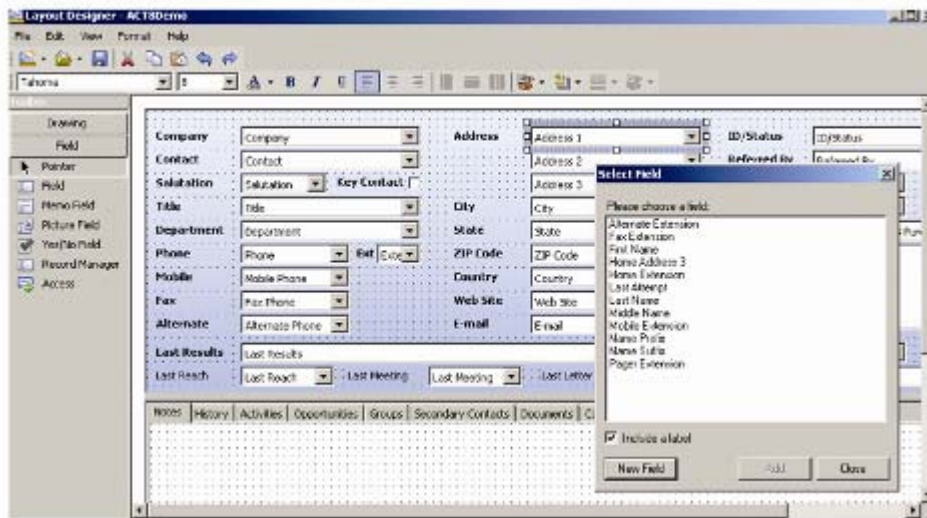 Layout Designer - ACT8Demo
File Edit View Format Help
Tahoma 8 A B I U
Toolbox
Drawing
Field
Pointer
Field
Memo Field
Picture Field
Yes/No Field
Record Manager
Access
Company Company Address Address 1 ID/Status ID/Status
Contact Contact Address 2 Referred By Referred By
Salutation Salutation Key Contact Address 3
Title Title City City
Department Department State State
Phone Phone Ext Exte ZIP Code ZIP Code
Mobile Mobile Phone Country Country
Fax Fax Phone Web Site Web Site
Alternate Alternate Phone E-mail E-mail
Last Results Last Results
Last Reach Last Reach Last Meeting Last Meeting Last Letter
Notes History Activities Opportunities Groups Secondary Contacts Documents
Select Field
Please choose a field:
Alternate Extension
Fax Extension
First Name
Home Address 3
Home Extension
Last Attempt
Last Name
Middle Name
Mobile Extension
Name Prefix
Name Suffix
Pager Extension
Include a label
New Field Add Close